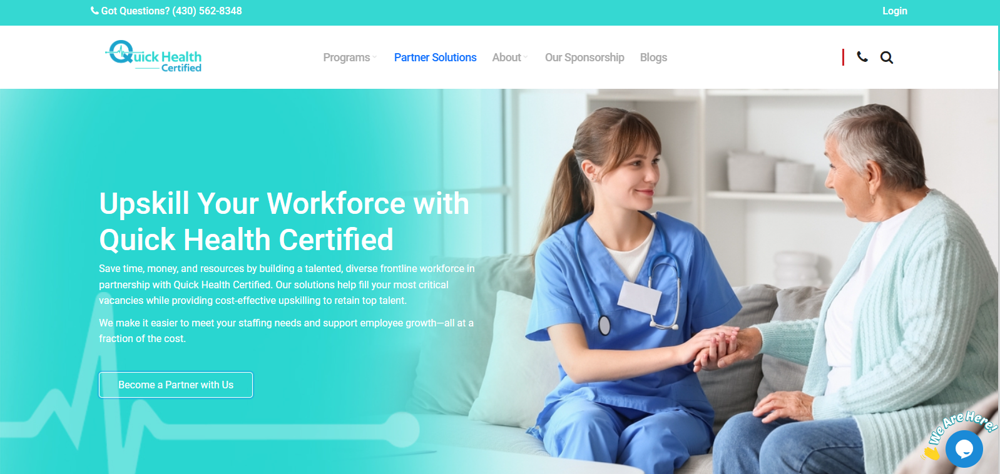 Got Questions? (430) 562-8348
Login
Quick Health
Certified
Programs
Partner Solutions
About
Our Sponsorship
Blogs
Upskill Your Workforce with
Quick Health Certified
Save time, money, and resources by building a talented, diverse frontline workforce in
partnership with Quick Health Certified. Our solutions help fill your most critical
vacancies while providing cost-effective upskilling to retain top talent.
We make it easier to meet your staffing needs and support employee growth—all at a
fraction of the cost.
Become a Partner with Us
We Are Here!